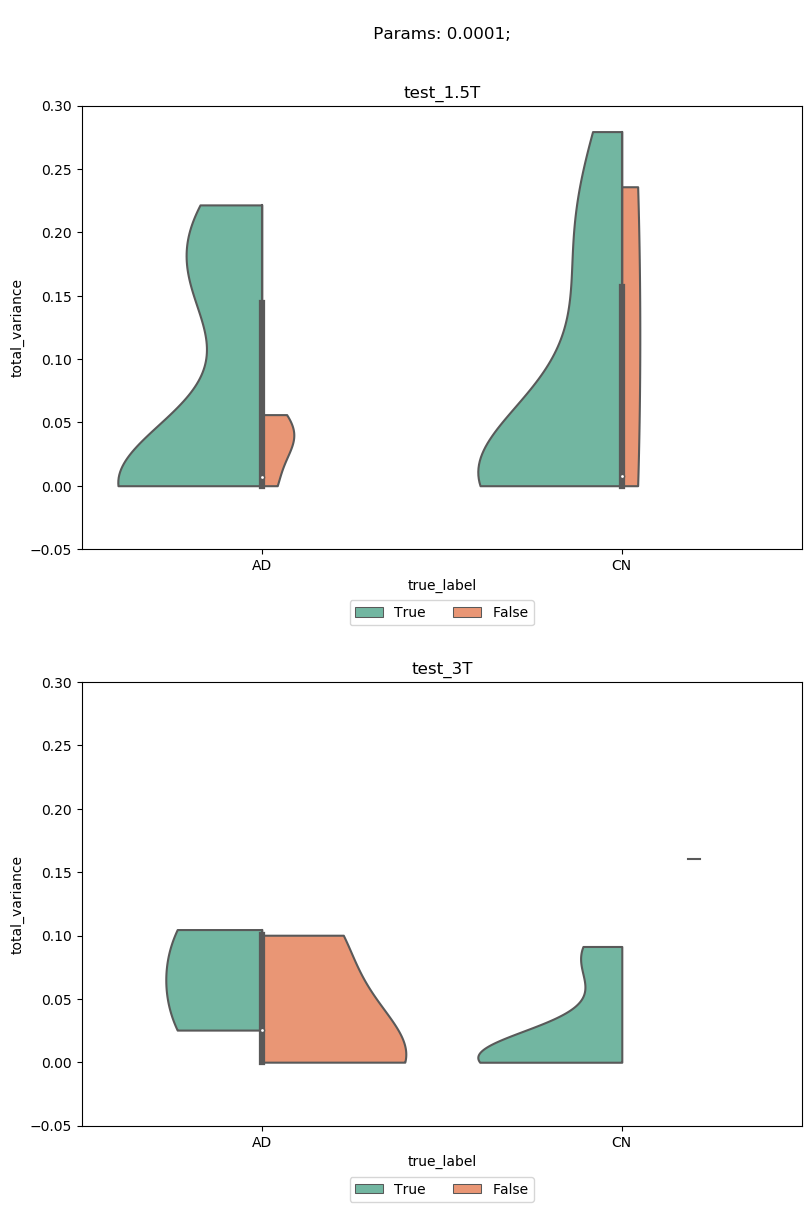 Params: 0.0001;
test_1.5T
0.30
0.25
0.20
0.15
0.10
0.05
0.00
−0.05
total_variance
AD CN
true_label
True False
test_3T
0.30
0.25
0.20
0.15
0.10
0.05
0.00
−0.05
total_variance
AD CN
true_label
True False